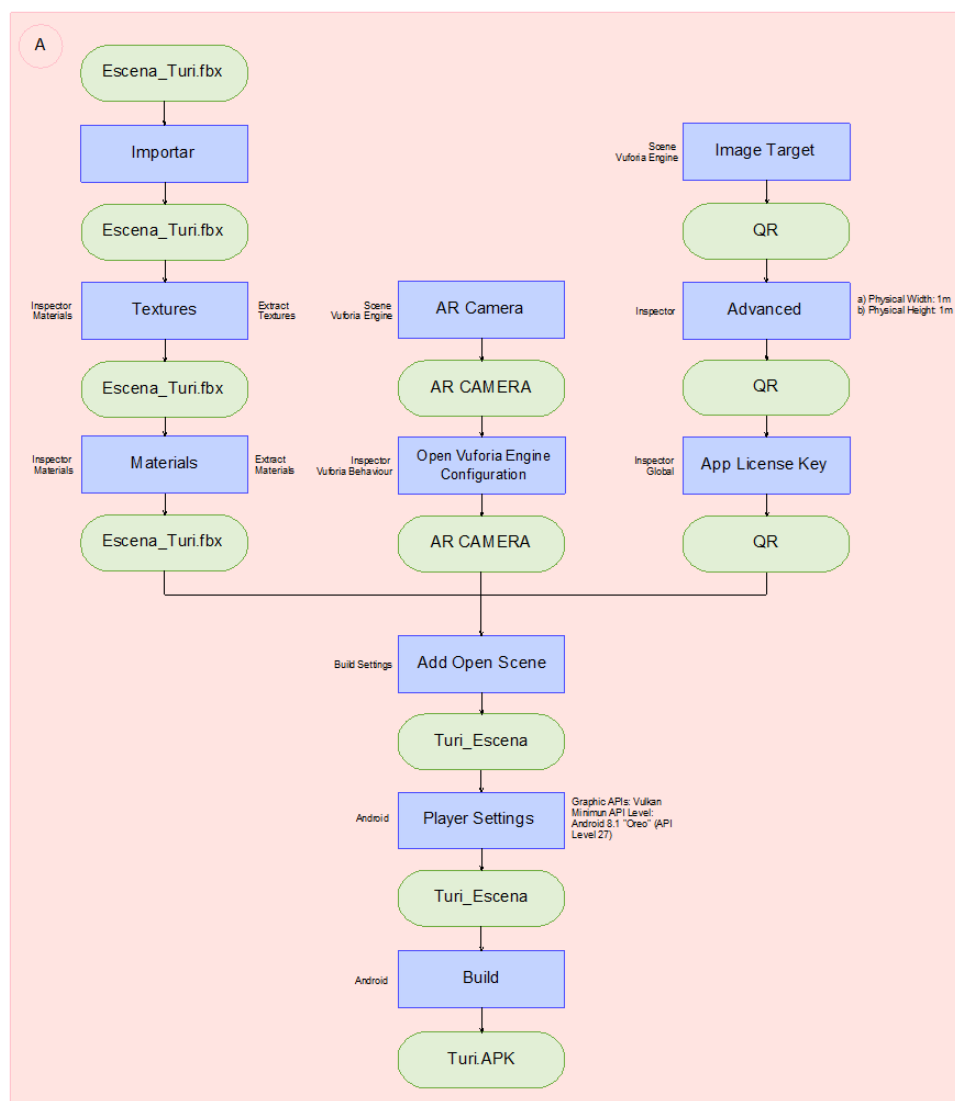 A
Escena_Turi.fbx
Importar
Escena_Turi.fbx
Inspector
Materials
Textures
Extract
Textures
Escena_Turi.fbx
Inspector
Materials
Materials
Extract
Materials
Escena_Turi.fbx
Scene
Vuforia Engine
AR Camera
AR CAMERA
Inspector
Vuforia Behaviour
Open Vuforia Engine
Configuration
AR CAMERA
Scene
Vuforia Engine
Image Target
QR
Inspector
Advanced
a) Physical Width: 1m
b) Physical Height: 1m
QR
Inspector
Global
App License Key
QR
Build Settings
Add Open Scene
Turi_Escena
Android
Player Settings
Graphic APIs: Vulkan
Minimun API Level:
Android 8.1 "Oreo" (API
Level 27)
Turi_Escena
Android
Build
Turi.APK